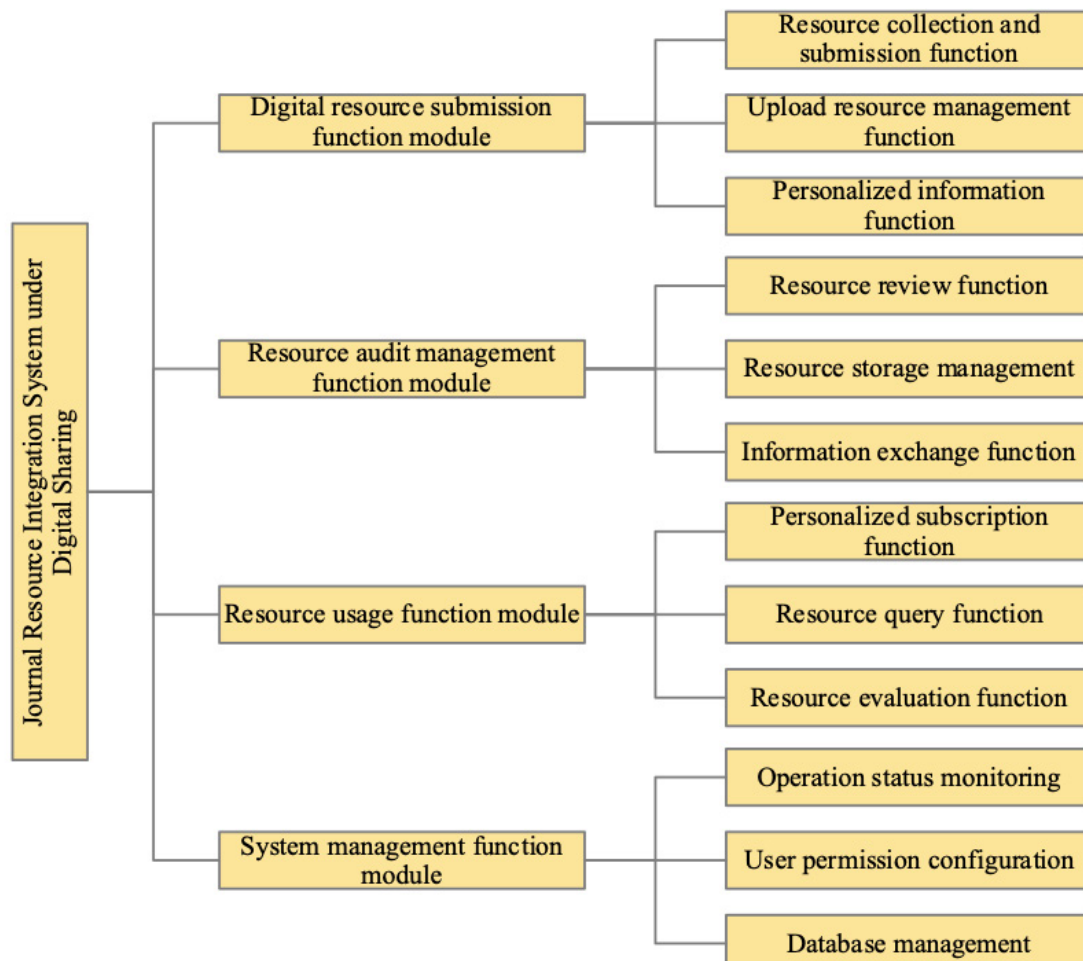 Journal Resource Integration System under
Digital Sharing
Digital resource submission
function module
Resource collection and
submission function
Upload resource management
function
Personalized information
function
Resource audit management
function module
Resource review function
Resource storage management
Information exchange function
Resource usage function module
Personalized subscription
function
Resource query function
Resource evaluation function
System management function
module
Operation status monitoring
User permission configuration
Database management